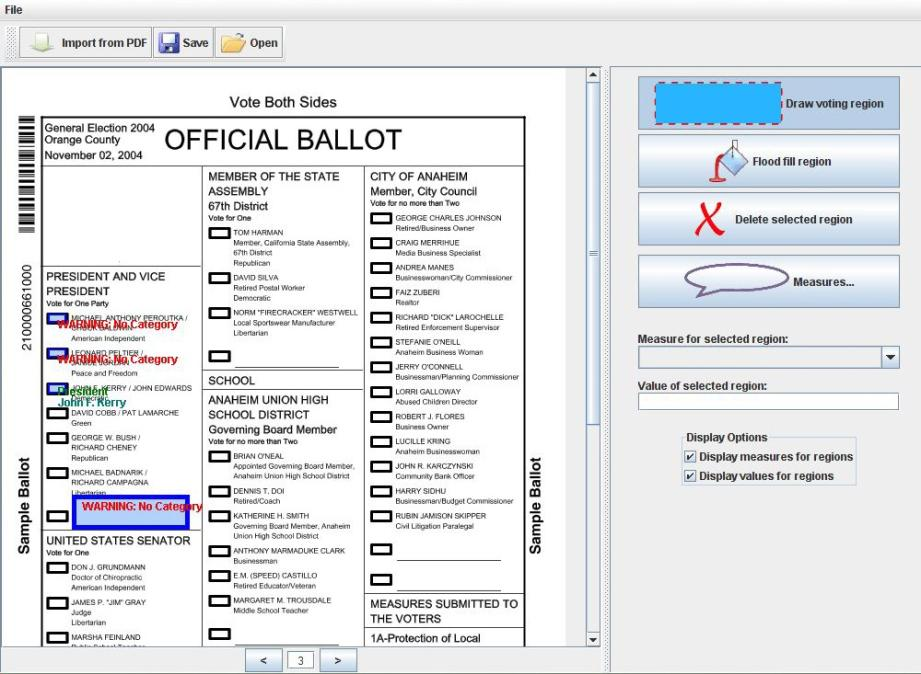 File
Import from PDF
Save
Open
Vote Both Sides
General Election 2004
Orange County
November 02, 2004
OFFICIAL BALLOT
210000661000
Sample Ballot
PRESIDENT AND VICE
PRESIDENT
Vote for One Party
MICHAEL ANTHONY PEROUTKA /
CHUCK BALDWIN
WARNING: No Category
American Independent
LEONARD PELTIER /
WARNING: No Category
Peace and Freedom
JOHN F. KERRY / JOHN EDWARDS
President
Democratic
John F. Kerry
DAVID COBB / PAT LAMARCHE
Green
GEORGE W. BUSH /
RICHARD CHENEY
Republican
MICHAEL BADNARIK /
RICHARD CAMPAGNA
Libertarian
WARNING: No Category
UNITED STATES SENATOR
Vote for One
DON J. GRUNDMANN
Doctor of Chiropractic
American Independent
JAMES P. "JIM" GRAY
Judge
Libertarian
MARSHA FEINLAND
MEMBER OF THE STATE
ASSEMBLY
67th District
Vote for One
TOM HARMAN
Member, California State Assembly,
67th District
Republican
DAVID SILVA
Retired Postal Worker
Democratic
NORM "FIRECRACKER" WESTWELL
Local Sportswear Manufacturer
Libertarian
SCHOOL
ANAHEIM UNION HIGH
SCHOOL DISTRICT
Governing Board Member
Vote for no more than Two
BRIAN O'NEAL
Appointed Governing Board Member,
Anaheim Union High School District
DENNIS T. DOI
Retired/Coach
KATHERINE H. SMITH
Governing Board Member, Anaheim
Union High School District
ANTHONY MARMADUKE CLARK
Businessman
E.M. (SPEED) CASTILLO
Retired Educator/Veteran
MARGARET M. TROUSDALE
Middle School Teacher
CITY OF ANAHEIM
Member, City Council
Vote for no more than Two
GEORGE CHARLES JOHNSON
Retired/Business Owner
CRAIG MERRIHUE
Media Business Specialist
ANDREA MANES
Businesswoman/City Commissioner
FAIZ ZUBERI
Realtor
RICHARD "DICK" LAROCHELLE
Retired Enforcement Supervisor
STEFANIE O'NEILL
Anaheim Business Woman
JERRY O'CONNELL
Businessman/Planning Commissioner
LORRI GALLOWAY
Abused Children Director
ROBERT J. FLORES
Business Owner
LUCILLE KRING
Anaheim Businesswoman
JOHN R. KARCZYNSKI
Community Bank Officer
HARRY SIDHU
Businessman/Budget Commissioner
RUBIN JAMISON SKIPPER
Civil Litigation Paralegal
MEASURES SUBMITTED TO
THE VOTERS
1A-Protection of Local
Sample Ballot
< 3 >
Draw voting region
Flood fill region
Delete selected region
Measures...
Measure for selected region:
Value of selected region:
Display Options
Display measures for regions
Display values for regions